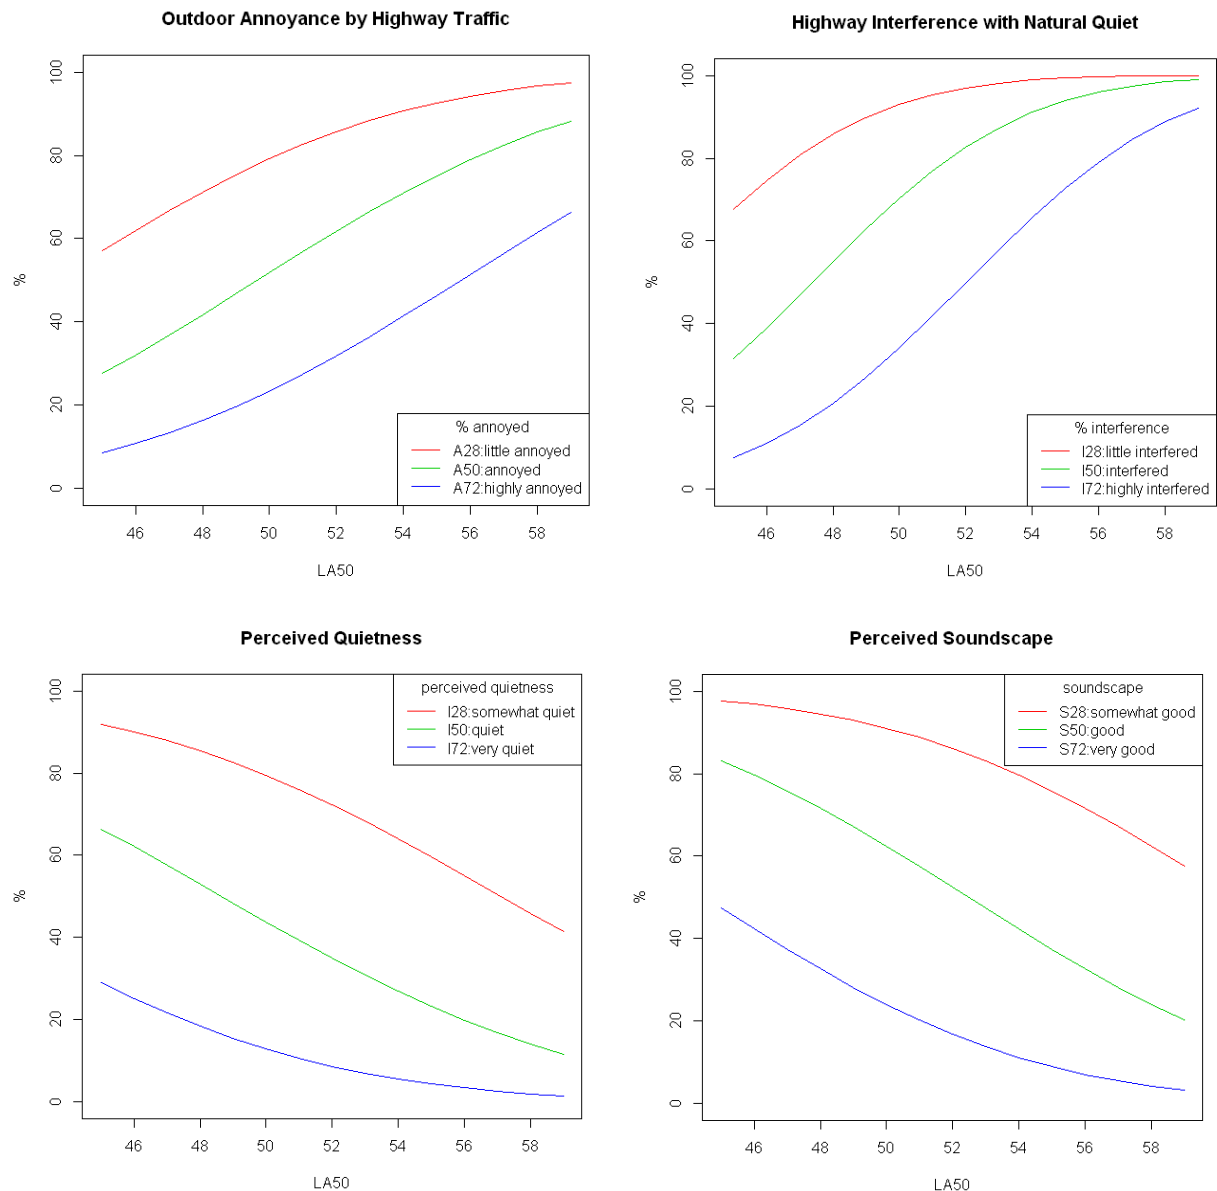 Outdoor Annoyance by Highway Traffic
%
100
80
60
40
20
0
46 48 50 52 54 56 58
LA50
% annoyed
A28:little annoyed
A50:annoyed
A72:highly annoyed
Highway Interference with Natural Quiet
%
100
80
60
40
20
0
46 48 50 52 54 56 58
LA50
% interference
I28:little interfered
I50:interfered
I72:highly interfered
Perceived Quietness
%
100
80
60
40
20
0
46 48 50 52 54 56 58
LA50
perceived quietness
I28:somewhat quiet
I50:quiet
I72:very quiet
Perceived Soundscape
%
100
80
60
40
20
0
46 48 50 52 54 56 58
LA50
soundscape
S28:somewhat good
S50:good
S72:very good